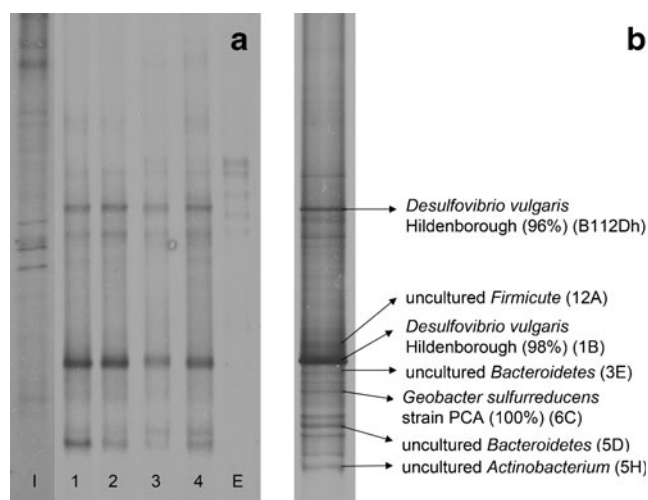 a
b
Desulfovibrio vulgaris
Hildenborough (96%) (B112Dh)
uncultured Firmicute (12A)
Desulfovibrio vulgaris
Hildenborough (98%) (1B)
uncultured Bacteroidetes (3E)
Geobacter sulfurreducens
strain PCA (100%) (6C)
uncultured Bacteroidetes (5D)
uncultured Actinobacterium (5H)
I 1 2 3 4 E